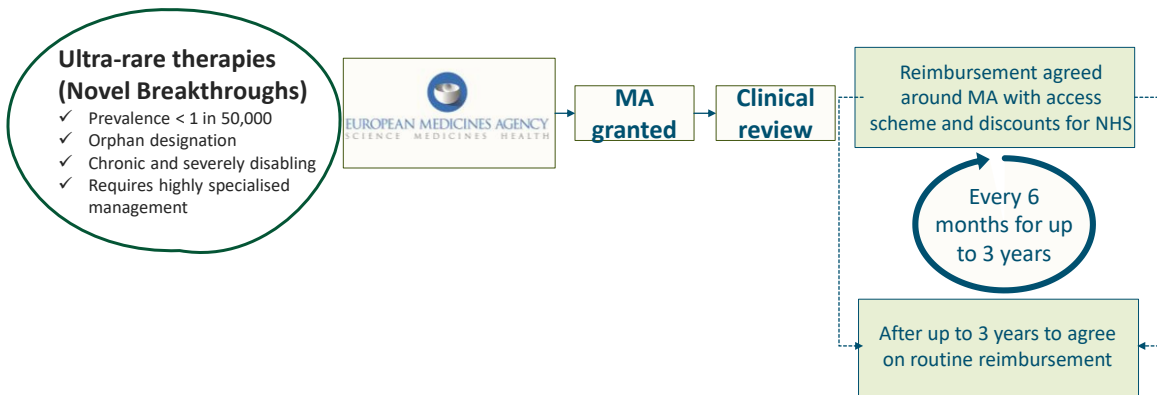 Ultra-rare therapies
(Novel Breakthroughs)
✓ Prevalence < 1 in 50,000
✓ Orphan designation
✓ Chronic and severely disabling
✓ Requires highly specialised
management
EUROPEAN MEDICINES AGENCY
SCIENCE MEDICINES HEALTH
MA
granted
Clinical
review
Reimbursement agreed
around MA with access
scheme and discounts for NHS
Every 6
months for up
to 3 years
After up to 3 years to agree
on routine reimbursement